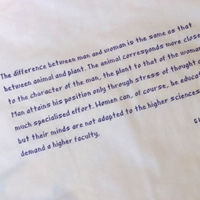 The difference between man and woman is the same as that
between animal and plant. The animal corresponds more close
to the character of the man, the plant to that of the woma
Man attains his position only through stress of thought a
much specialised effort. Women can, of course, be educat
but their minds are not adapted to the higher sciences
demand a higher faculty.